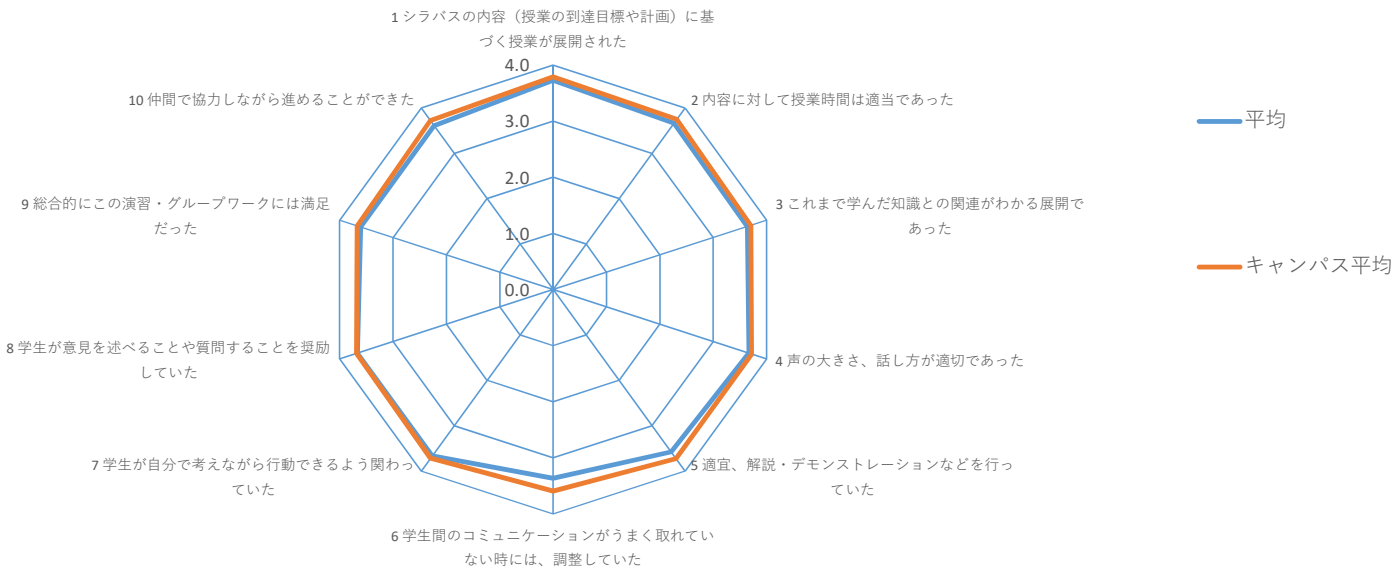 1 シラバスの内容（授業の到達目標や計画）に基
づく授業が展開された
2 内容に対して授業時間は適当であった
3 これまで学んだ知識との関連がわかる展開で
あった
4 声の大きさ、話し方が適切であった
5 適宜、解説・デモンストレーションなどを行っ
ていた
6 学生間のコミュニケーションがうまく取れてい
ない時には、調整していた
7 学生が自分で考えながら行動できるよう関わっ
ていた
8 学生が意見を述べることや質問することを奨励
していた
9 総合的にこの演習・グループワークには満足
だった
10 仲間で協力しながら進めることができた
4.0
3.0
2.0
1.0
0.0
平均
キャンパス平均